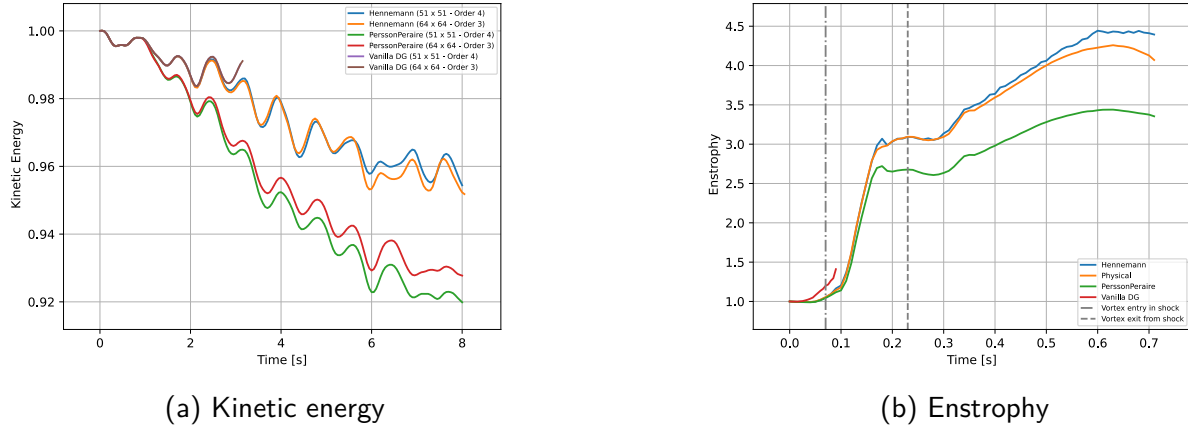 1.00
0.98
0.96
0.94
0.92
Kinetic Energy
0
2
4
6
8
Time [s]
Hennemann (51 x 51 - Order 4)
Hennemann (64 x 64 - Order 3)
PerssonPeraire (51 x 51 - Order 4)
PerssonPeraire (64 x 64 - Order 3)
Vanilla DG (51 x 51 - Order 4)
Vanilla DG (64 x 64 - Order 3)
(a) Kinetic energy
4.5
4.0
3.5
3.0
2.5
2.0
1.5
1.0
Enstrophy
0.0
0.1
0.2
0.3
0.4
0.5
0.6
0.7
Time [s]
Hennemann
Physical
PerssonPeraire
Vanilla DG
Vortex entry in shock
Vortex exit from shock
(b) Enstrophy